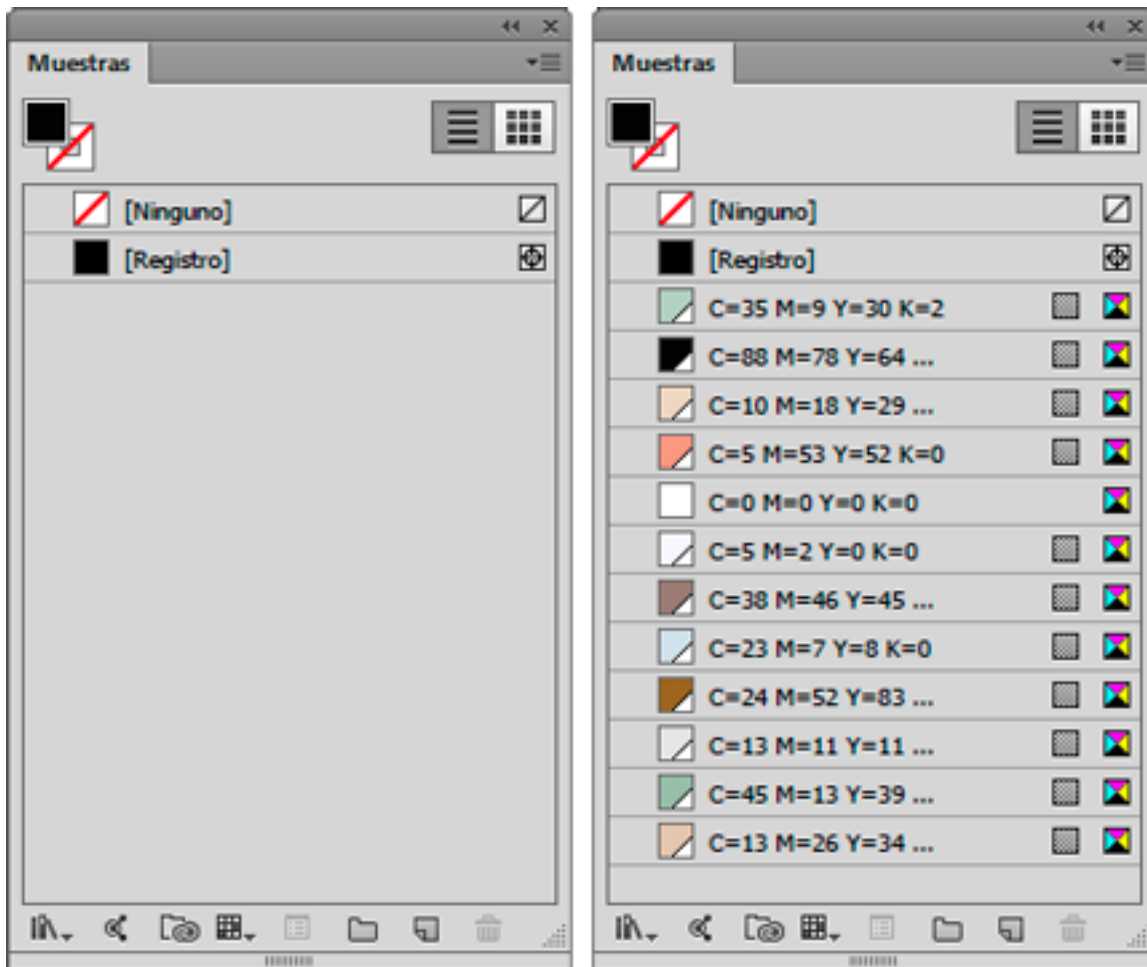 Muestras
[Ninguno]
[Registro]
Muestras
[Ninguno]
[Registro]
C=35 M=9 Y=30 K=2
C=88 M=78 Y=64 ...
C=10 M=18 Y=29 ...
C=5 M=53 Y=52 K=0
C=0 M=0 Y=0 K=0
C=5 M=2 Y=0 K=0
C=38 M=46 Y=45 ...
C=23 M=7 Y=8 K=0
C=24 M=52 Y=83 ...
C=13 M=11 Y=11 ...
C=45 M=13 Y=39 ...
C=13 M=26 Y=34 ...